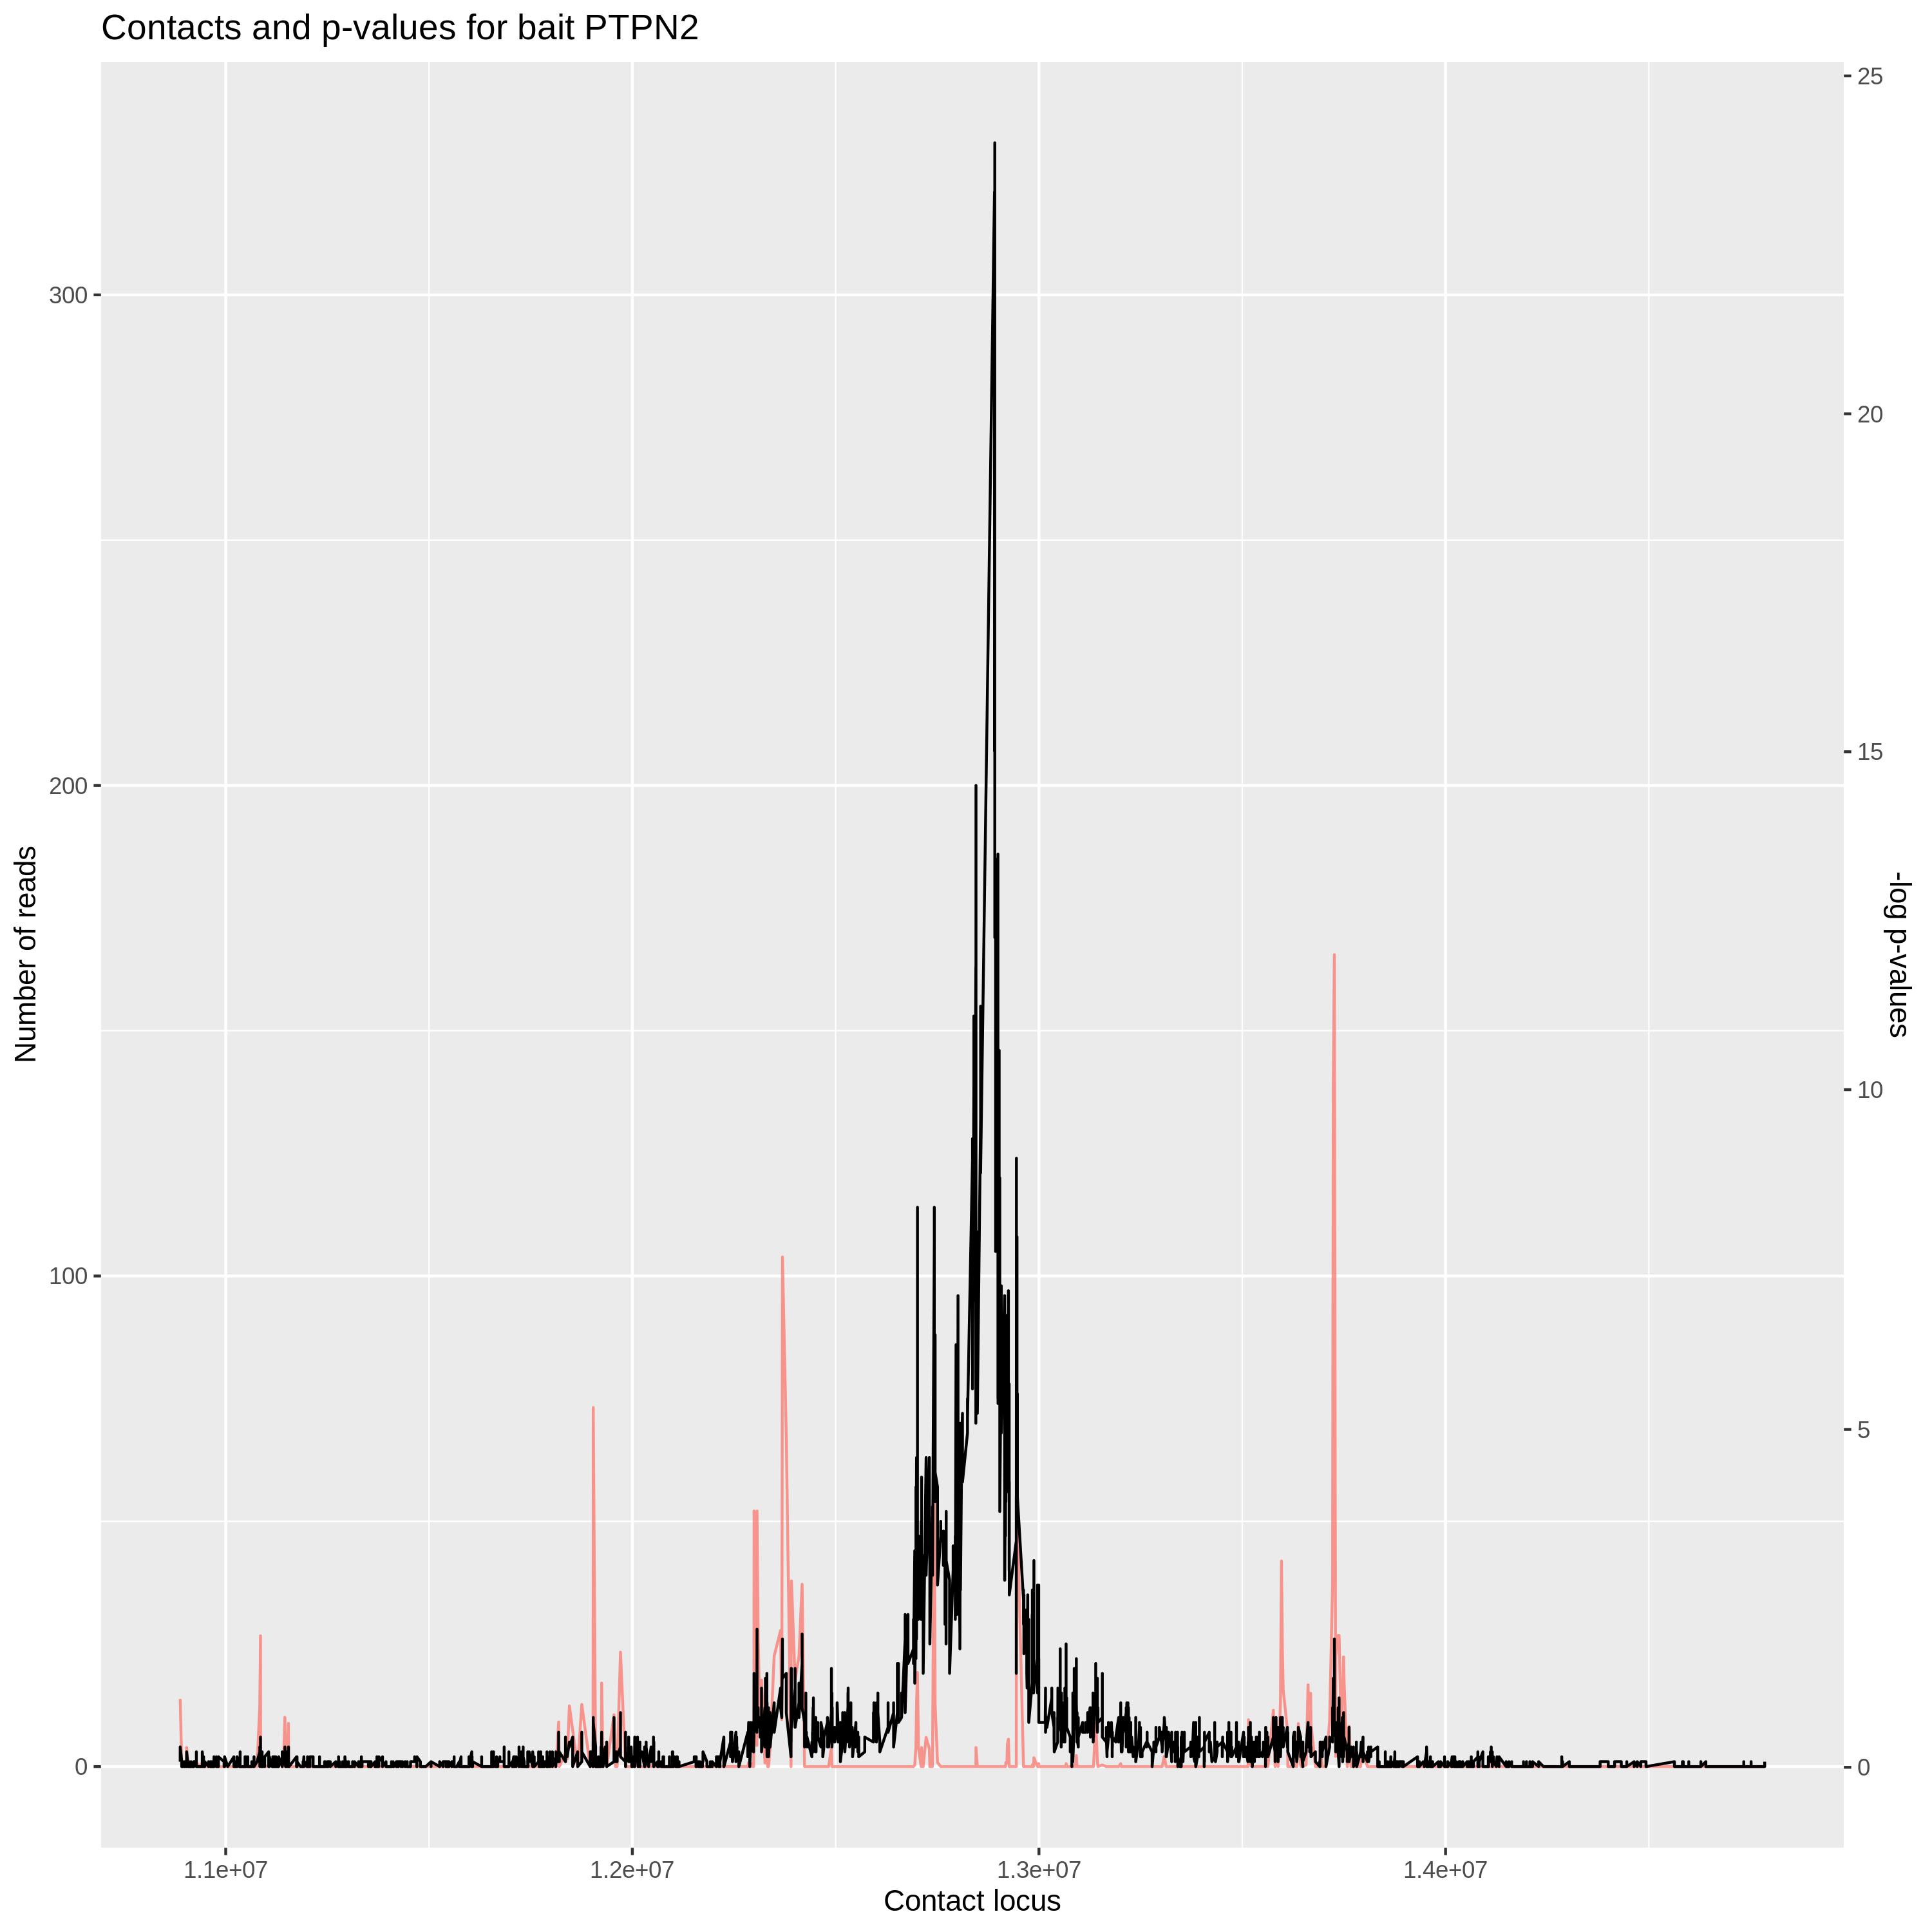 Contacts and p-values for bait PTPN2
Number of reads
300
200
100
0
25
20
15
10
5
0
-log p-values
1.1e+07
1.2e+07
1.3e+07
1.4e+07
Contact locus